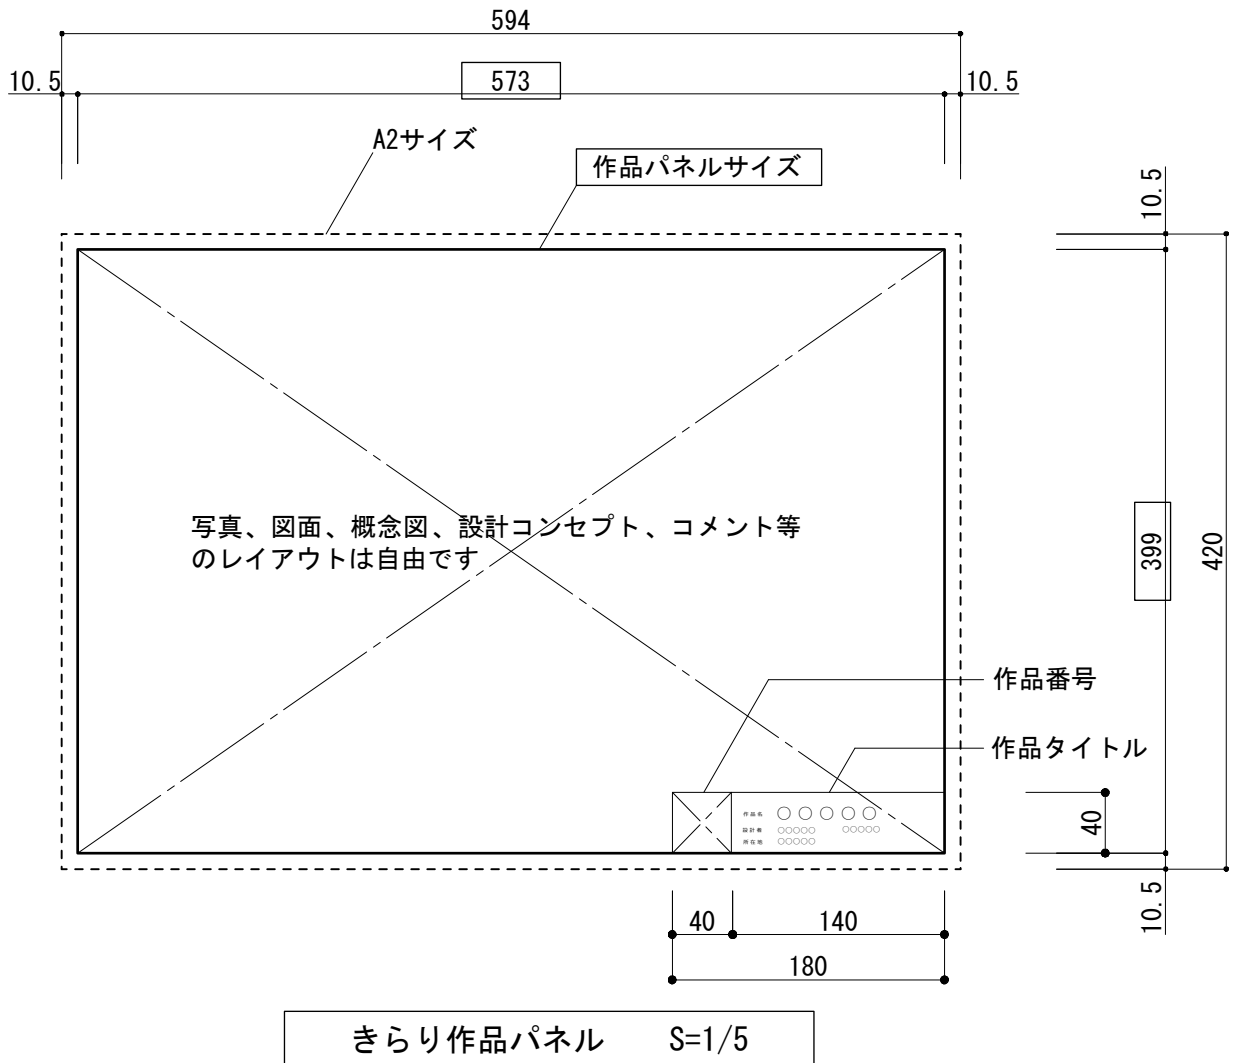 594
10.5
573
10.5
A2サイズ
作品パネルサイズ
10.5
写真、図面、概念図、設計コンセプト、コメント等
のレイアウトは自由です
399
420
作品番号
作品タイトル
作品名 ○○○○○
設計者 ○○○○○ ○○○○○
所在地 ○○○○○
40
10.5
40
140
180
きらり作品パネル S=1/5